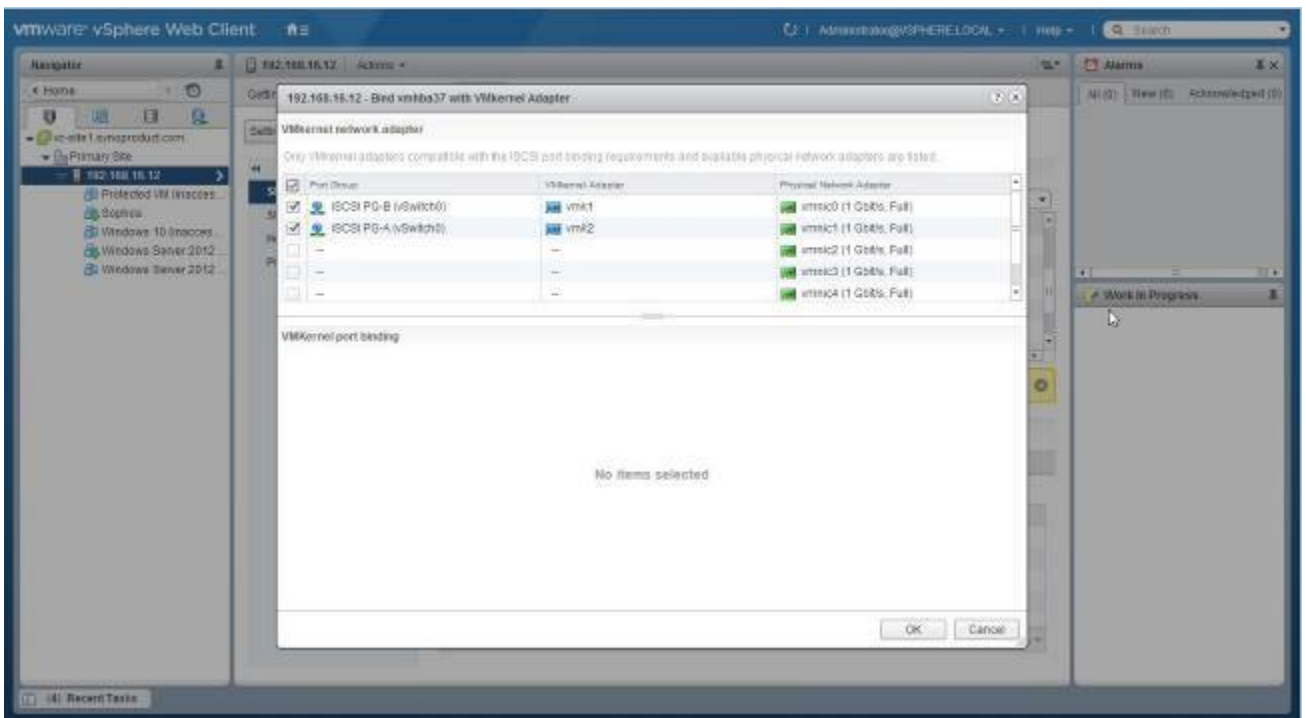 vmware vSphere Web Client
Administrator@VSPHERE.LOCAL
Help
Search
Navigator
192.168.16.12 Actions
Alarms
Home
All (0) New (0) Acknowledged (0)
192.168.16.12 - Bind vmhba37 with VMkernel Adapter
VMkernel network adapter
Only VMkernel adapters compatible with the iSCSI port binding requirements and available physical network adapters are listed.
vc-site1.synoproduct.com
Primary Site
192.168.16.12
Protected VM (inacces...
Sophos
Windows 10 (inacces...
Windows Server 2012 ...
Windows Server 2012 ...
Port Group VMkernel Adapter Physical Network Adapter
ISCSI PG-B (vSwitch0) vmk1 vmnic0 (1 Gbit/s, Full)
ISCSI PG-A (vSwitch0) vmk2 vmnic1 (1 Gbit/s, Full)
-- -- vmnic2 (1 Gbit/s, Full)
-- -- vmnic3 (1 Gbit/s, Full)
-- -- vmnic4 (1 Gbit/s, Full)
Work In Progress
VMKernel port binding
No items selected
OK Cancel
(4) Recent Tasks